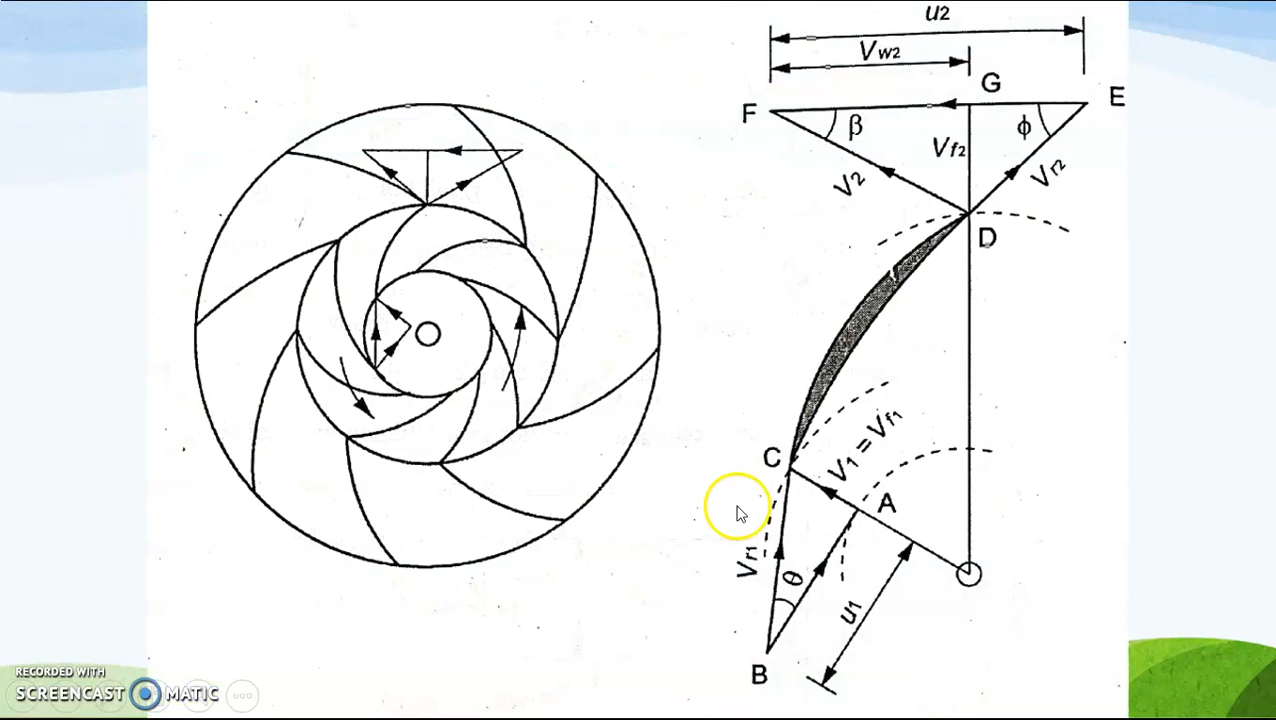 u2
Vw2
G
E
F
β
Vf2
ϕ
V2
Vr2
D
C
V1 = Vf1
A
Vr1
θ
u1
B
RECORDED WITH
SCREENCAST MATIC